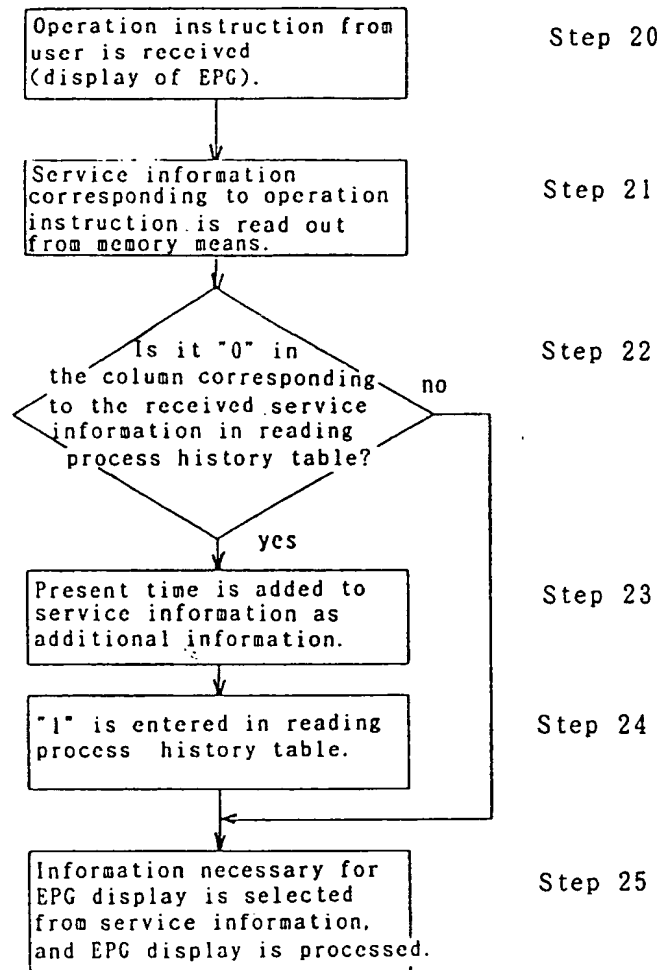 Operation instruction from
user is received
(display of EPG).
Step 20
Service information
corresponding to operation
instruction is read out
from memory means.
Step 21
Is it "0" in
the column corresponding
to the received service
information in reading
process history table?
Step 22
no
yes
Present time is added to
service information as
additional information.
Step 23
"1" is entered in reading
process history table.
Step 24
Information necessary for
EPG display is selected
from service information,
and EPG display is processed.
Step 25